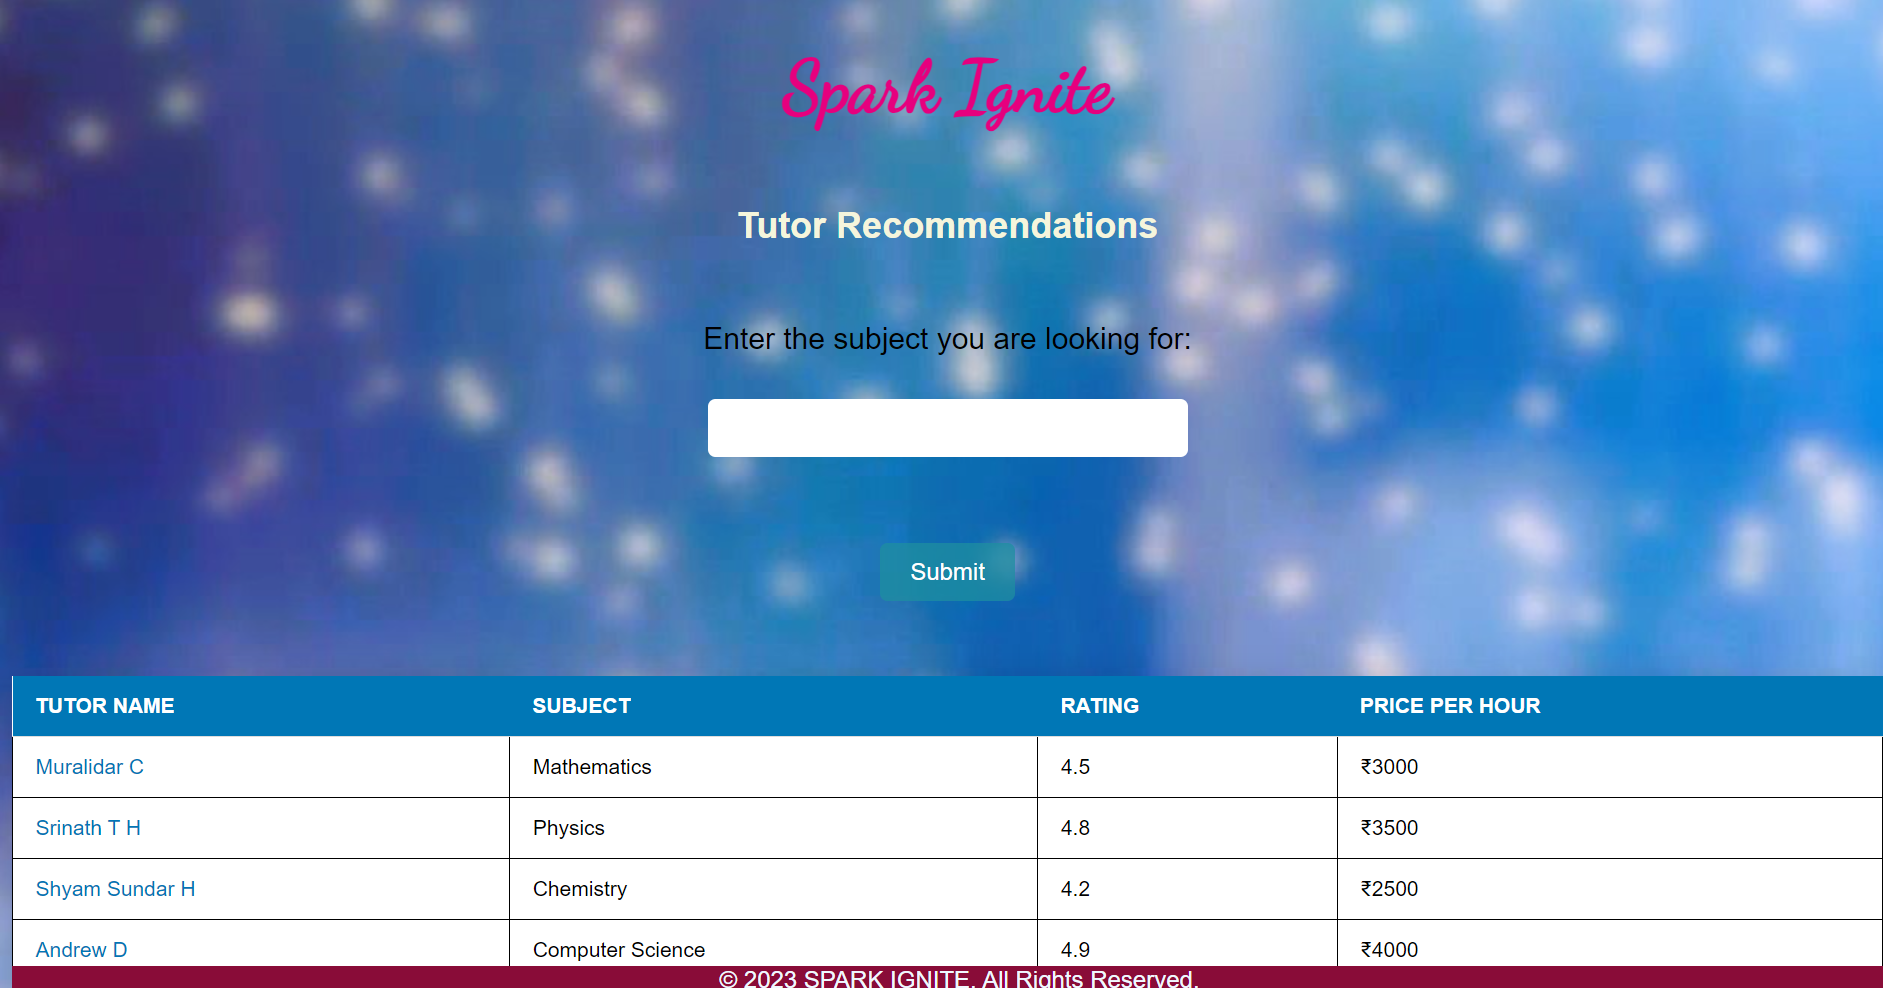 Spark Ignite
Tutor Recommendations
Enter the subject you are looking for:
Submit
TUTOR NAME SUBJECT RATING PRICE PER HOUR
Muralidar C Mathematics 4.5 ₹3000
Srinath T H Physics 4.8 ₹3500
Shyam Sundar H Chemistry 4.2 ₹2500
Andrew D Computer Science 4.9 ₹4000
© 2023 SPARK IGNITE. All Rights Reserved.